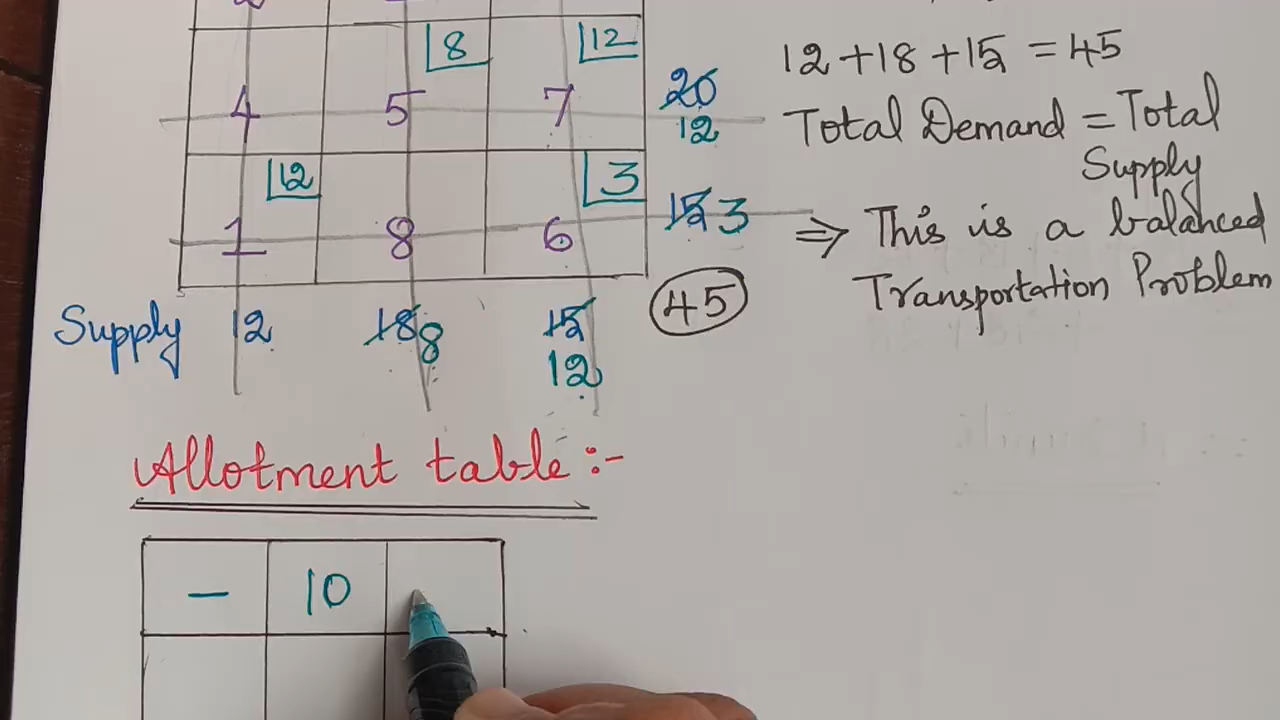 8 12
4 5 7 20
12
12 3
1 8 6 15 3
Supply 12 18 8 15 45
12
12 + 18 + 15 = 45
Total Demand = Total
Supply
⇒ This is a balanced
Transportation Problem
Allotment table :-
— 10